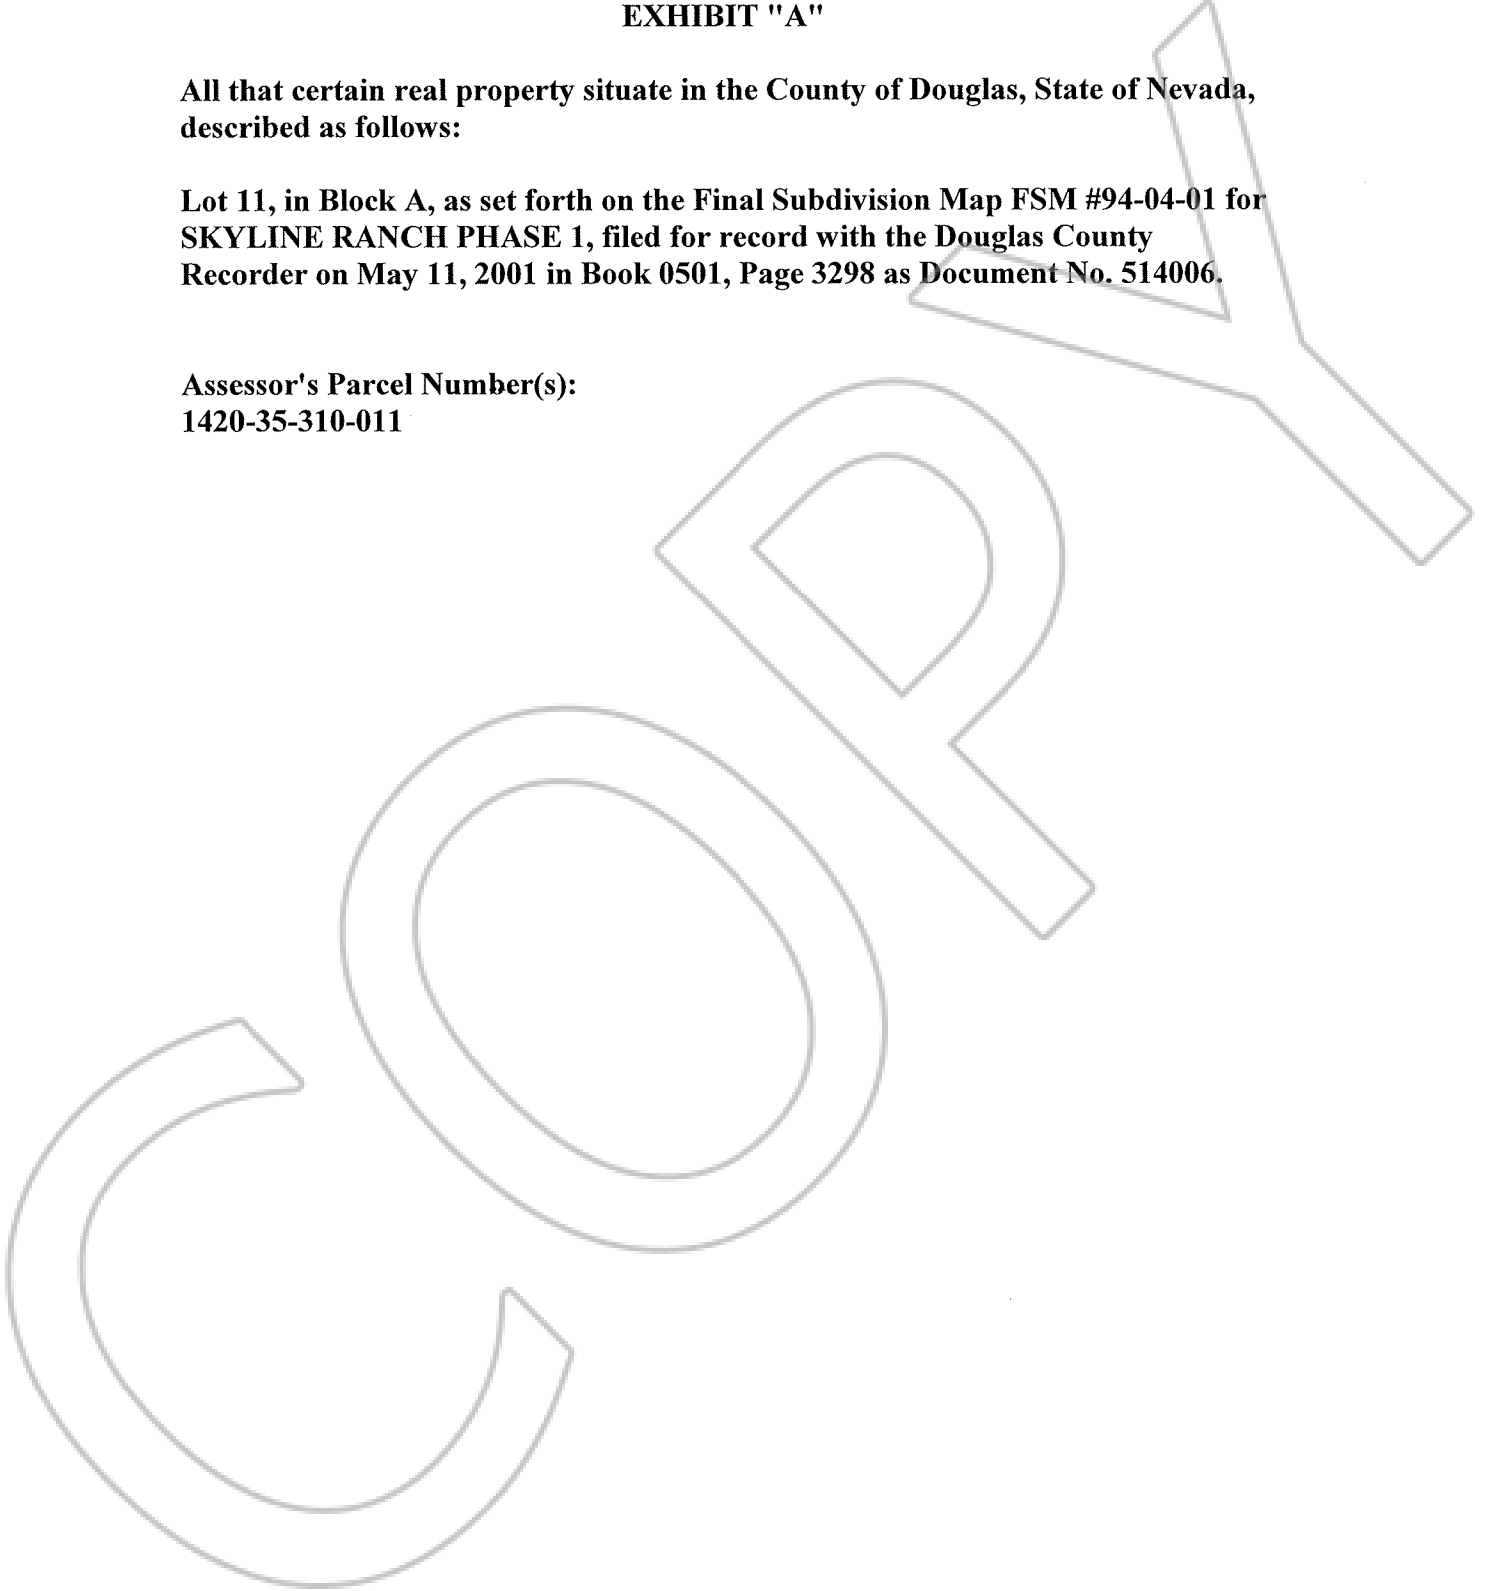 EXHIBIT "A"
All that certain real property situate in the County of Douglas, State of Nevada,
described as follows:
Lot 11, in Block A, as set forth on the Final Subdivision Map FSM #94-04-01 for
SKYLINE RANCH PHASE 1, filed for record with the Douglas County
Recorder on May 11, 2001 in Book 0501, Page 3298 as Document No. 514006.
Assessor's Parcel Number(s):
1420-35-310-011
COPY